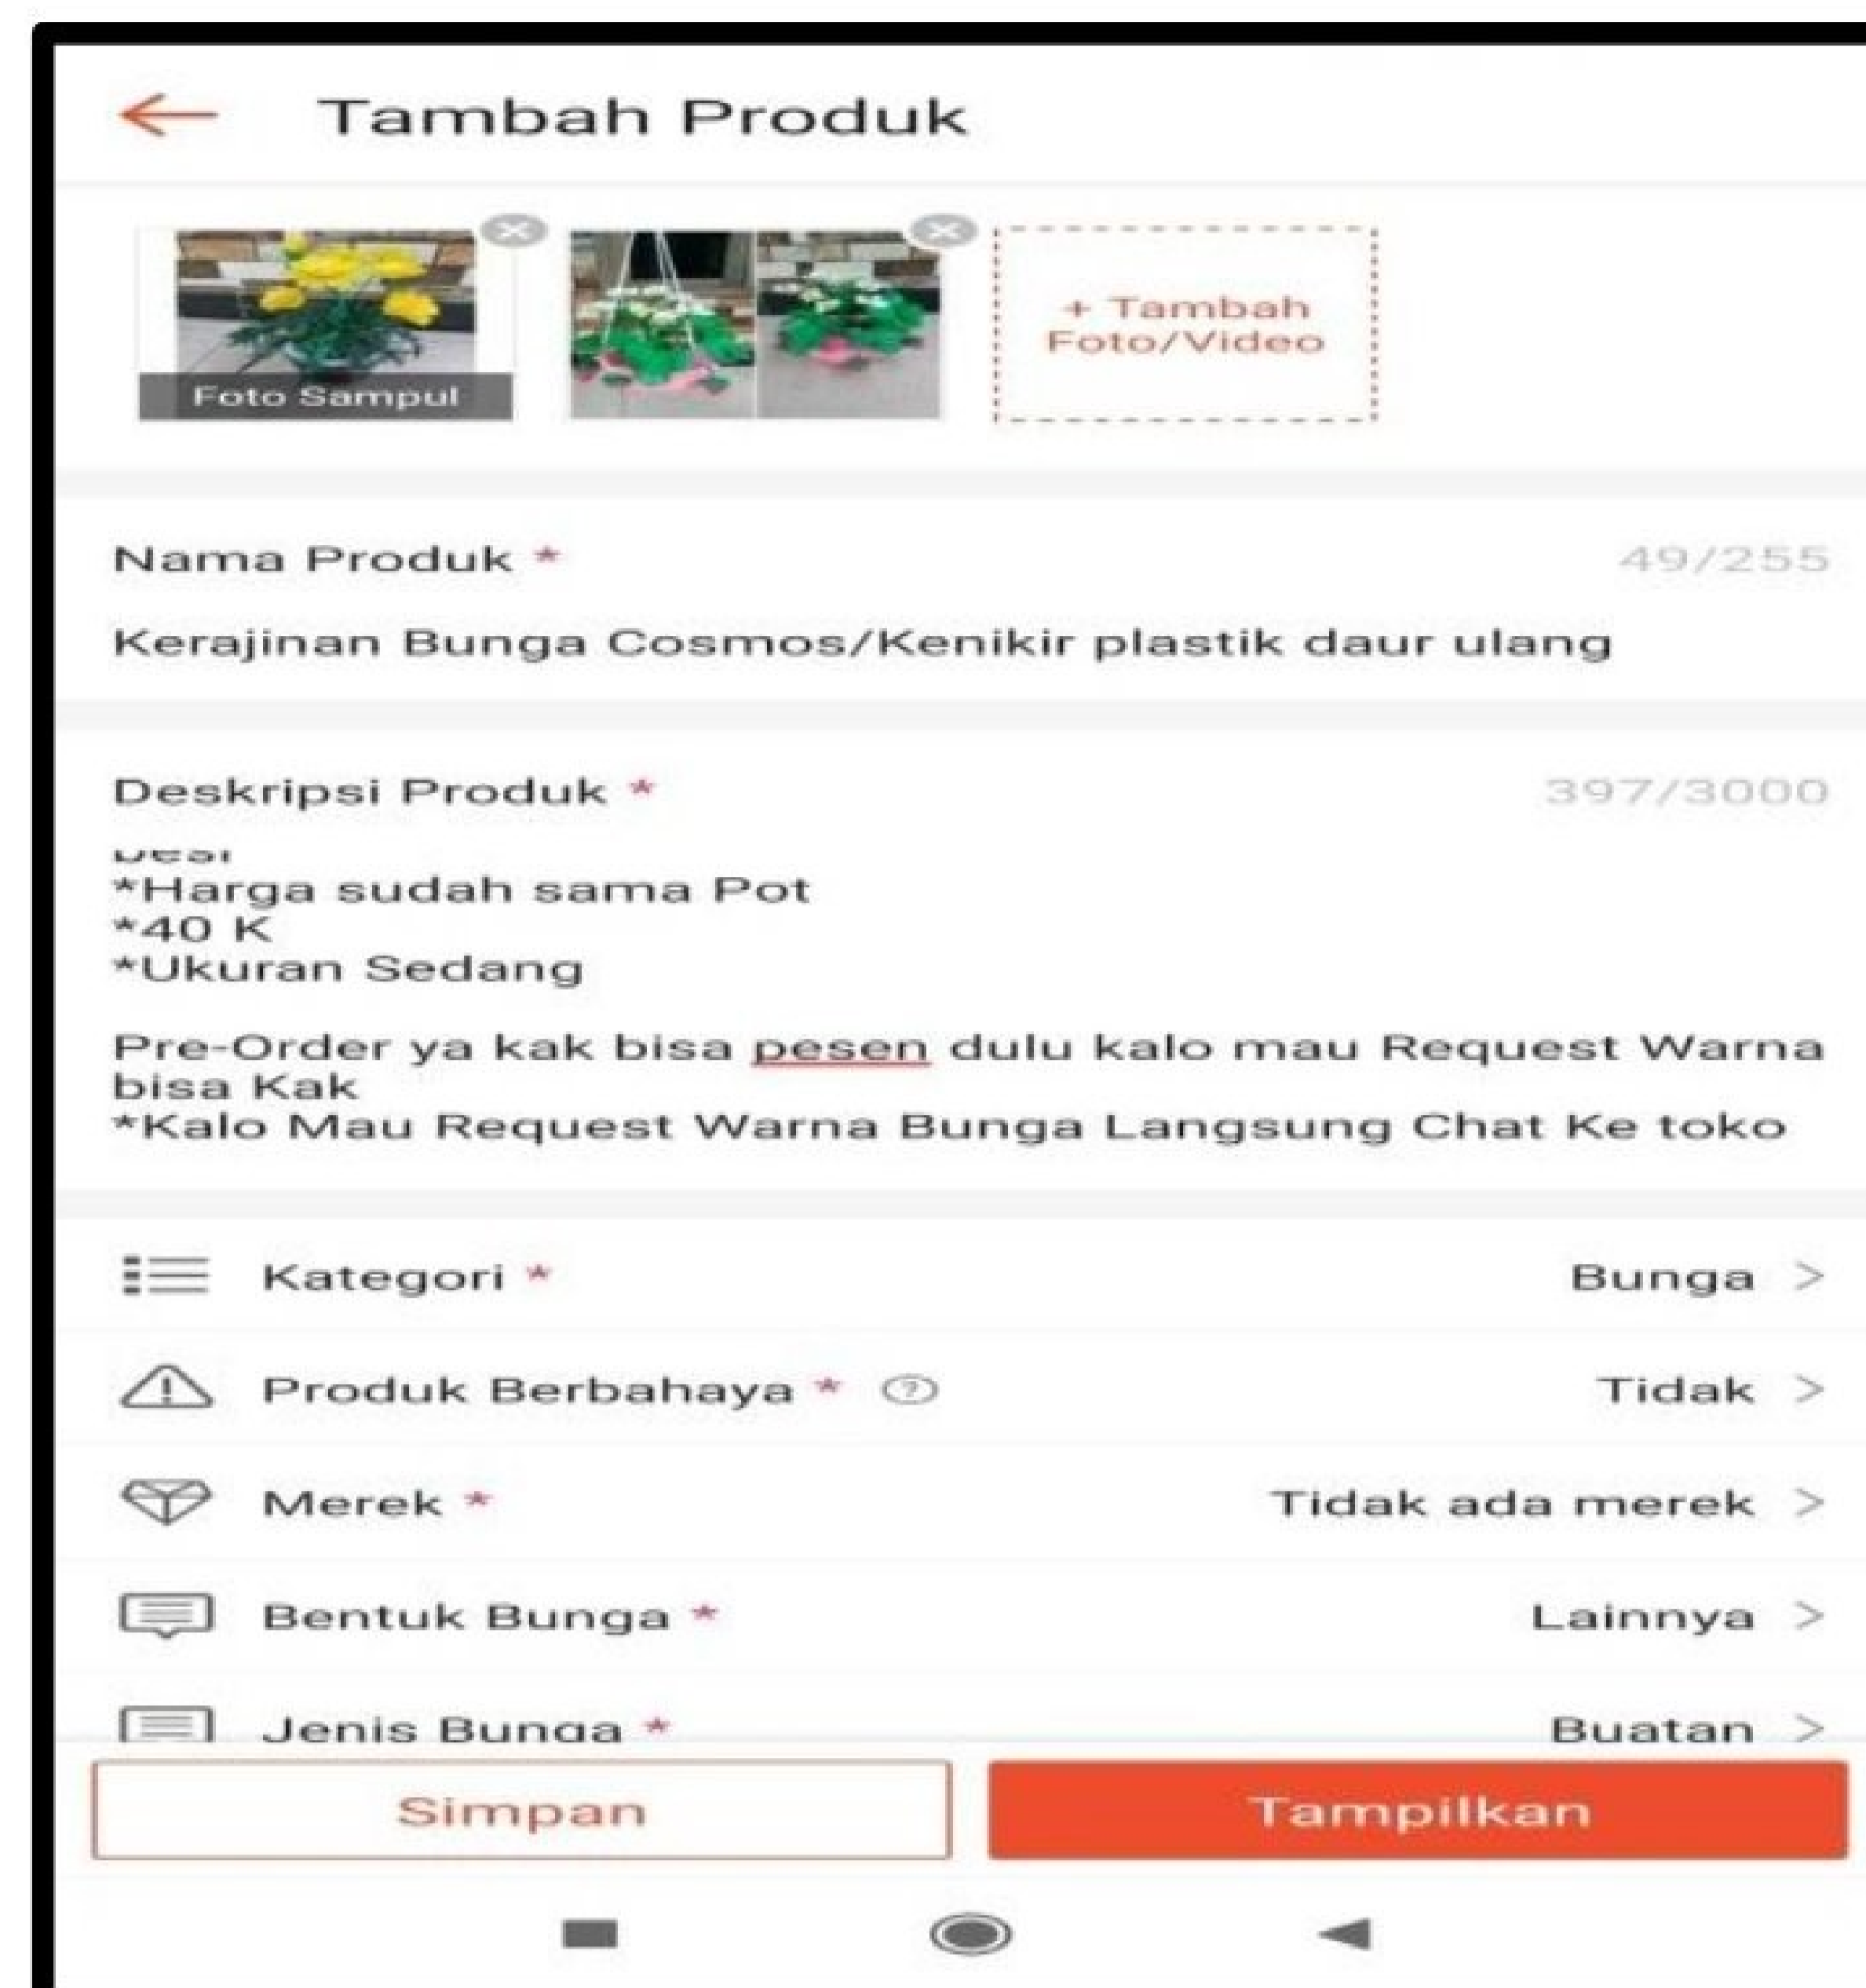 Tambah Produk
Foto Sampul
+ Tambah
Foto/Video
Nama Produk *
49/255
Kerajinan Bunga Cosmos/Kenikir plastik daur ulang
Deskripsi Produk *
397/3000
*Harga sudah sama Pot
*40 K
*Ukuran Sedang
Pre-Order ya kak bisa pesen dulu kalo mau Request Warna
bisa Kak
*Kalo Mau Request Warna Bunga Langsung Chat Ke toko
Kategori * Bunga >
Produk Berbahaya * ? Tidak >
Merek * Tidak ada merek >
Bentuk Bunga * Lainnya >
Jenis Bunga * Buatan >
Simpan
Tampilkan